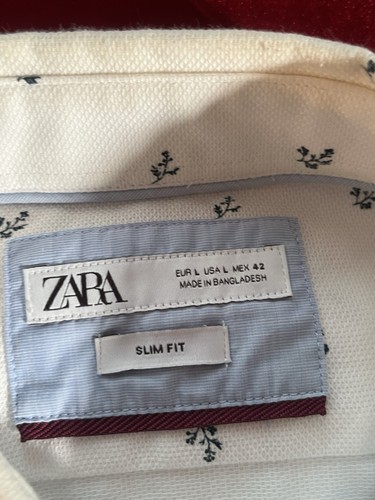 ZARA
EUR L USA L MEX 42
MADE IN BANGLADESH
SLIM FIT